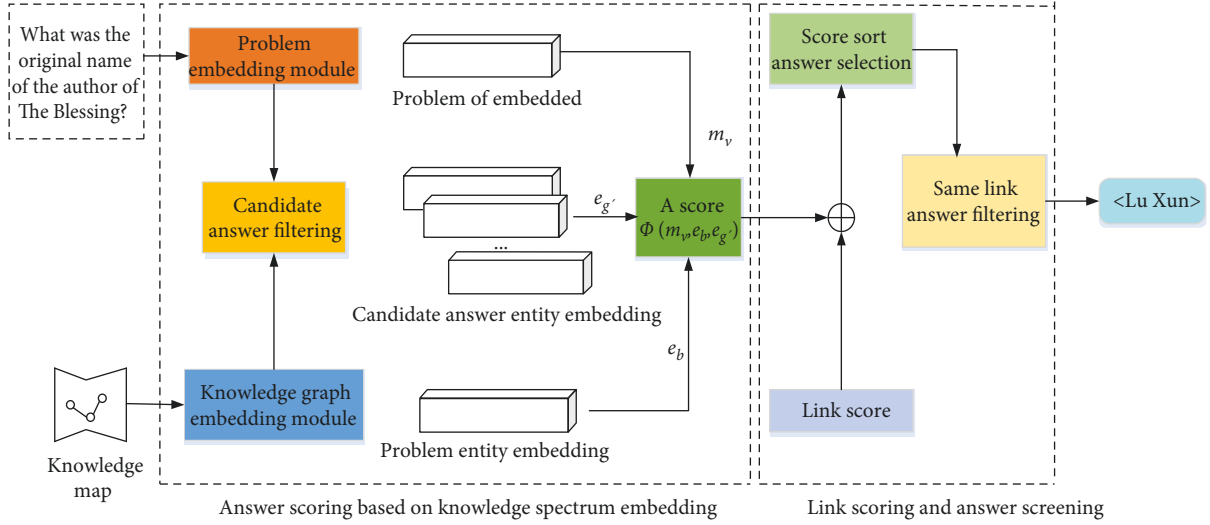 What was the
original name
of the author of
The Blessing?
Problem
embedding module
Candidate
answer filtering
Knowledge graph
embedding module
Knowledge
map
Problem of embedded
m_v
e_g′
...
Candidate answer entity embedding
e_b
Problem entity embedding
A score
Φ (m_v,e_b,e_g′)
Answer scoring based on knowledge spectrum embedding
Score sort
answer selection
Same link
answer filtering
Link score
<Lu Xun>
Link scoring and answer screening